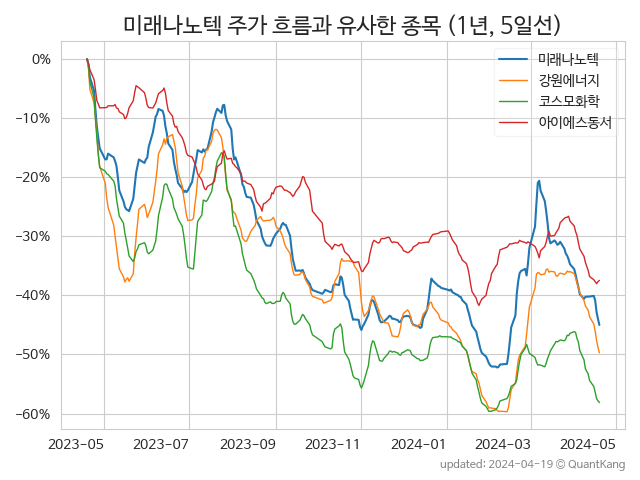 미래나노텍 주가 흐름과 유사한 종목 (1년, 5일선)
미래나노텍
강원에너지
코스모화학
아이에스동서
0%
−10%
−20%
−30%
−40%
−50%
−60%
2023-05 2023-07 2023-09 2023-11 2024-01 2024-03 2024-05
updated: 2024-04-19 © QuantKang